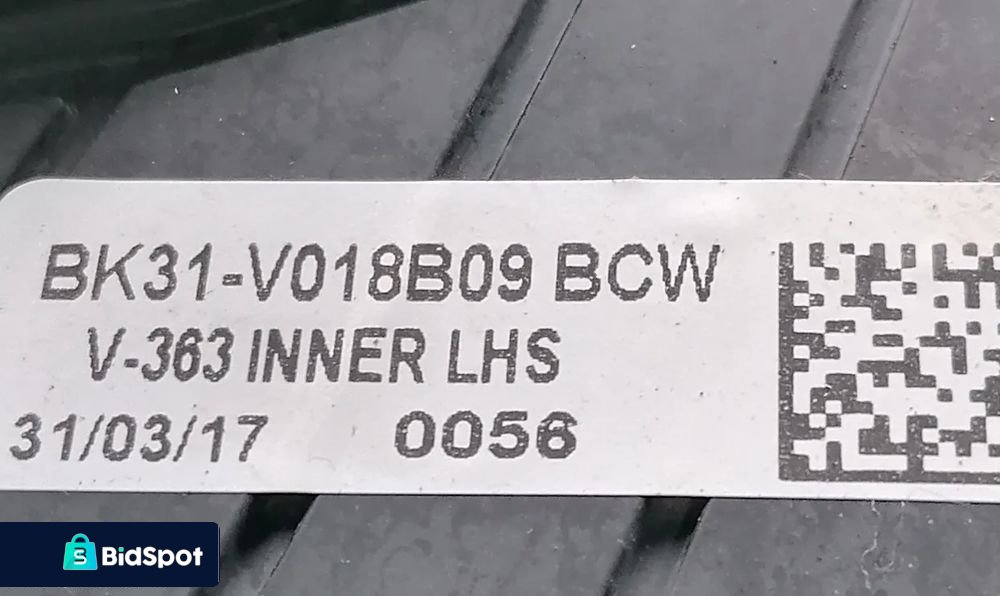 BK31-V018B09 BCW
V-363 INNER LHS
31/03/17 0056
BidSpot